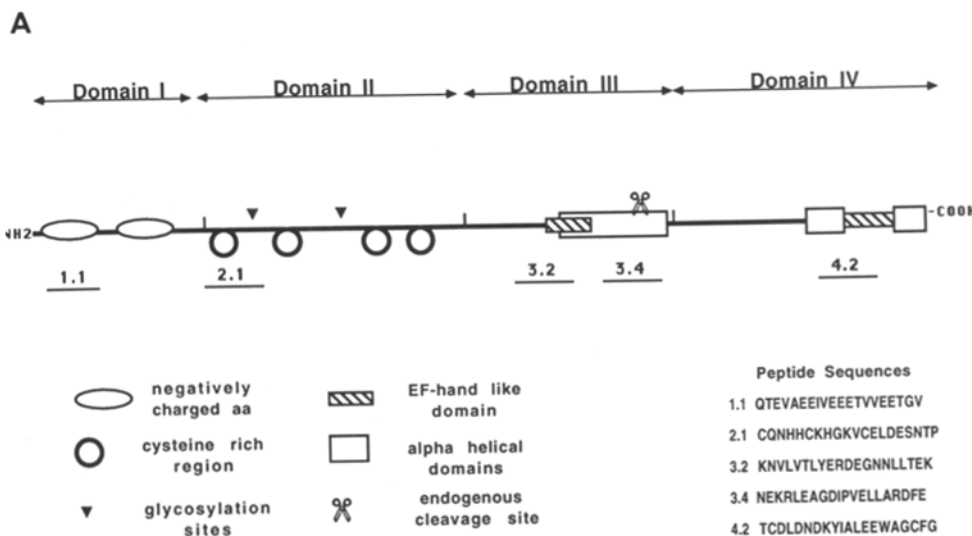 A
Domain I Domain II Domain III Domain IV
NH2 -COOH
1.1 2.1 3.2 3.4 4.2
negatively
charged aa
cysteine rich
region
glycosylation
sites
EF-hand like
domain
alpha helical
domains
endogenous
cleavage site
Peptide Sequences
1.1 QTEVAEEIVEEETVVEETGV
2.1 CQNHHCKHGKVCELDESNTP
3.2 KNVLVTLYERDEGNNLLTEK
3.4 NEKRLEAGDIPVELLARDFE
4.2 TCDLDNDKYIALEEWAGCFG